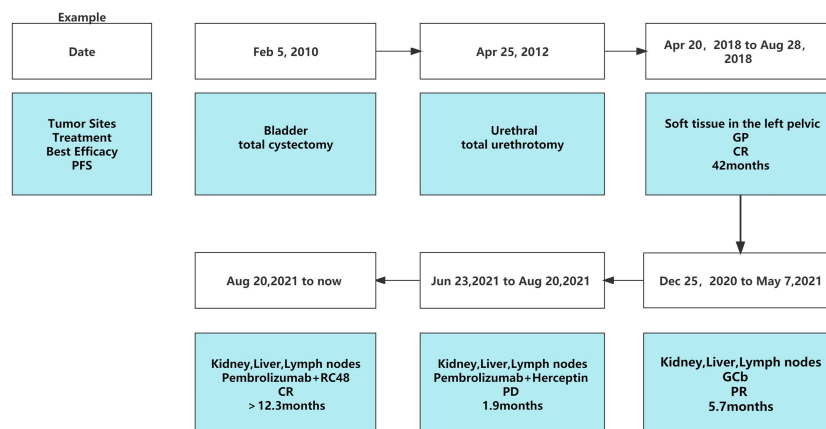 Example
Date
Feb 5, 2010
Apr 25, 2012
Apr 20, 2018 to Aug 28,
2018
Tumor Sites
Treatment
Best Efficacy
PFS
Bladder
total cystectomy
Urethral
total urethrotomy
Soft tissue in the left pelvic
GP
CR
42months
Aug 20,2021 to now
Jun 23,2021 to Aug 20,2021
Dec 25, 2020 to May 7,2021
Kidney,Liver,Lymph nodes
Pembrolizumab+RC48
CR
>12.3months
Kidney,Liver,Lymph nodes
Pembrolizumab+Herceptin
PD
1.9months
Kidney,Liver,Lymph nodes
GCb
PR
5.7months